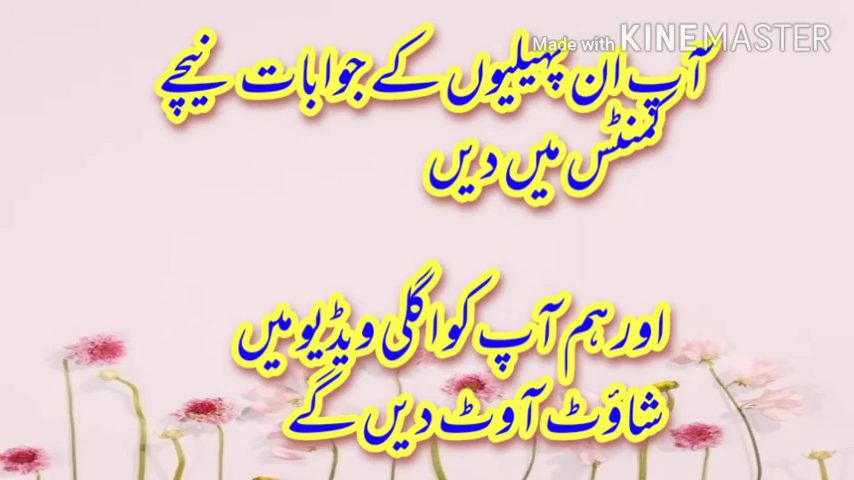 Made with KINEMASTER
آپ ان پہیلیوں کے جوابات نیچے
کمنٹس میں دیں
اور ہم آپ کو اگلی ویڈیو میں
شاؤٹ آوٹ دیں گے